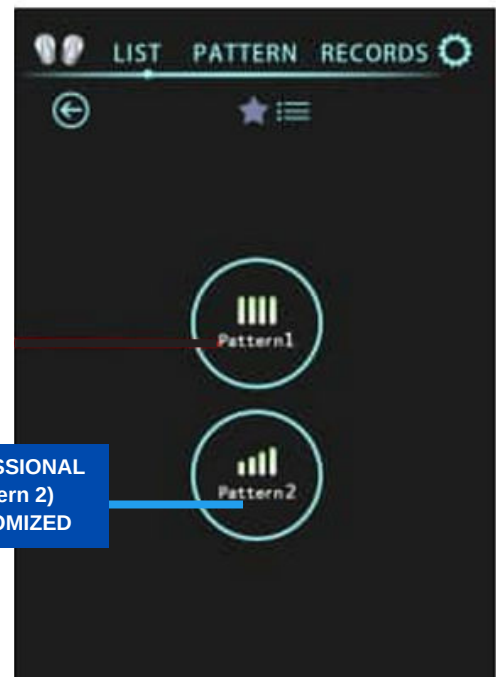 LIST PATTERN RECORDS
Pattern1
Pattern2
SSIONAL
ern 2)
OMIZED